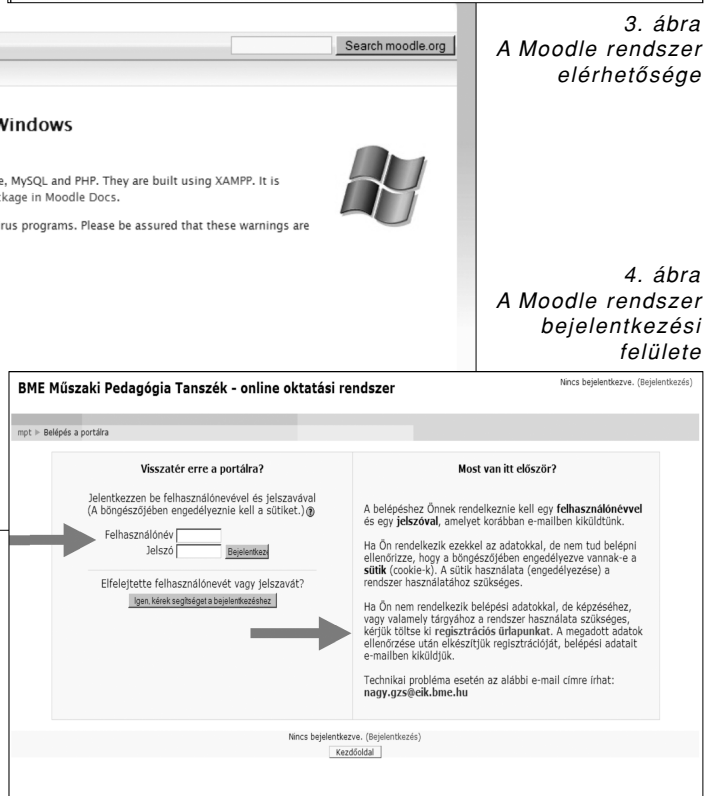 Search moodle.org
3. ábra
A Moodle rendszer
elérhetősége
Windows
MySQL and PHP. They are built using XAMPP. It is
package in Moodle Docs.
programs. Please be assured that these warnings are
4. ábra
A Moodle rendszer
bejelentkezési
felülete
BME Műszaki Pedagógia Tanszék - online oktatási rendszer
Nincs bejelentkezve. (Bejelentkezés)
mpt ► Belépés a portálra
Visszatér erre a portálra?
Jelentkezzen be felhasználónevével és jelszavával
(A böngészőjében engedélyeznie kell a sütiket.)
Felhasználónév
Jelszó
Bejelentkezé
Elfelejtette felhasználónevét vagy jelszavát?
Igen, kérek segítséget a bejelentkezéshez
Most van itt először?
A belépéshez Önnek rendelkeznie kell egy felhasználónévvel
és egy jelszóval, amelyet korábban e-mailben kiküldtünk.
Ha Ön rendelkezik ezekkel az adatokkal, de nem tud belépni
ellenőrizze, hogy a böngészőjében engedélyezve vannak-e a
sütik (cookie-k). A sütik használata (engedélyezése) a
rendszer használatához szükséges.
Ha Ön nem rendelkezik belépési adatokkal, de képzéséhez,
vagy valamely tárgyához a rendszer használata szükséges,
kérjük töltse ki regisztrációs űrlapunkat. A megadott adatok
ellenőrzése után elkészítjük regisztrációját, belépési adatait
e-mailben kiküldjük.
Technikai probléma esetén az alábbi e-mail címre írhat:
nagy.gzs@eik.bme.hu
Nincs bejelentkezve. (Bejelentkezés)
Kezdőoldal